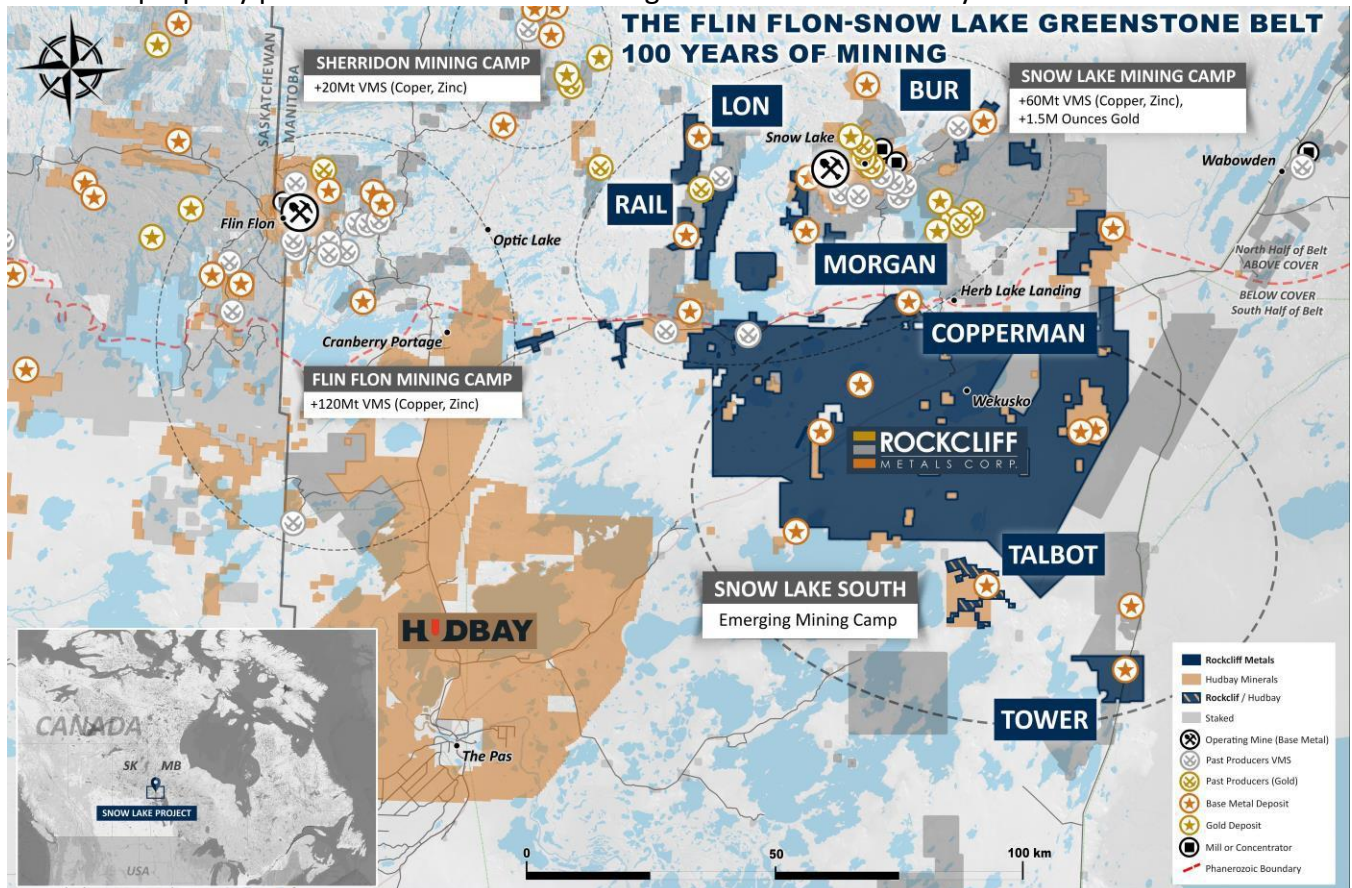 THE FLIN FLON-SNOW LAKE GREENSTONE BELT
100 YEARS OF MINING
SHERRIDON MINING CAMP
+20Mt VMS (Coper, Zinc)
SASKATCHEWAN
MANITOBA
LON
BUR
SNOW LAKE MINING CAMP
+60Mt VMS (Copper, Zinc),
+1.5M Ounces Gold
Snow Lake
Wabowden
RAIL
Flin Flon
Optic Lake
MORGAN
North Half of Belt
ABOVE COVER
BELOW COVER
South Half of Belt
Herb Lake Landing
Cranberry Portage
COPPERMAN
FLIN FLON MINING CAMP
+120Mt VMS (Copper, Zinc)
Wekusko
ROCKCLIFF
METALS CORP.
TALBOT
SNOW LAKE SOUTH
Emerging Mining Camp
HUDBAY
TOWER
The Pas
CANADA
SK MB
SNOW LAKE PROJECT
USA
0 50 100 km
Rockcliff Metals
Hudbay Minerals
Rockclif / Hudbay
Staked
Operating Mine (Base Metal)
Past Producers VMS
Past Producers (Gold)
Base Metal Deposit
Gold Deposit
Mill or Concentrator
Phanerozoic Boundary